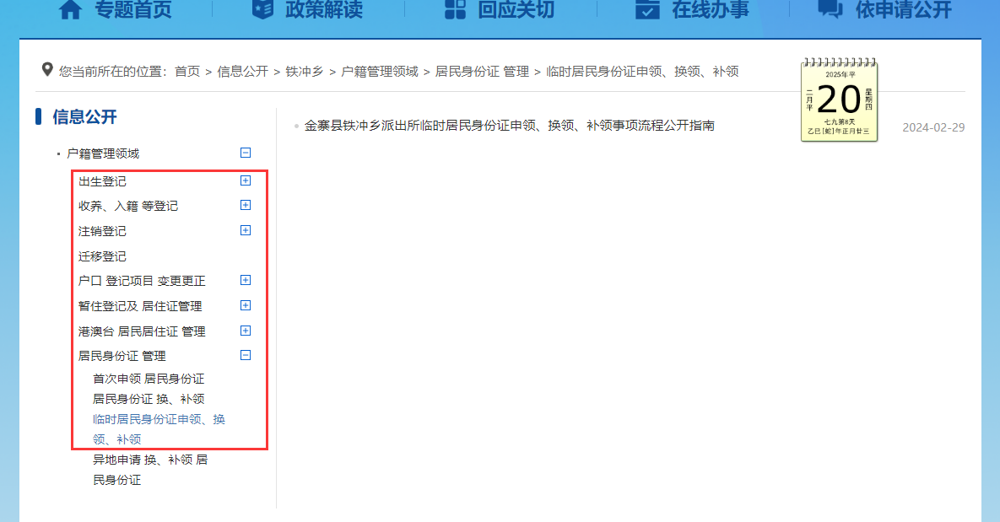 专题首页 政策解读 回应关切 在线办事 依申请公开
您当前所在的位置：首页 > 信息公开 > 铁冲乡 > 户籍管理领域 > 居民身份证 管理 > 临时居民身份证申领、换领、补领
2025年平
二月平
20
星期四
七九第8天
乙巳[蛇]年正月廿三
信息公开
金寨县铁冲乡派出所临时居民身份证申领、换领、补领事项流程公开指南
2024-02-29
户籍管理领域
出生登记
收养、入籍 等登记
注销登记
迁移登记
户口 登记项目 变更更正
暂住登记及 居住证管理
港澳台 居民居住证 管理
居民身份证 管理
首次申领 居民身份证
居民身份证 换、补领
临时居民身份证申领、换
领、补领
异地申请 换、补领 居
民身份证